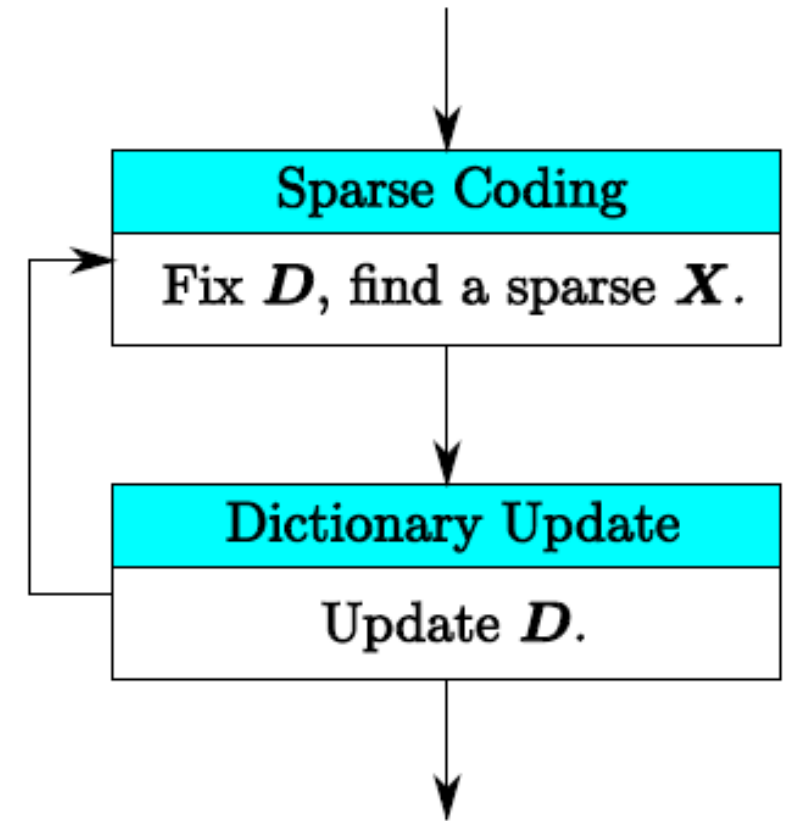 Sparse Coding
Fix D, find a sparse X.
Dictionary Update
Update D.